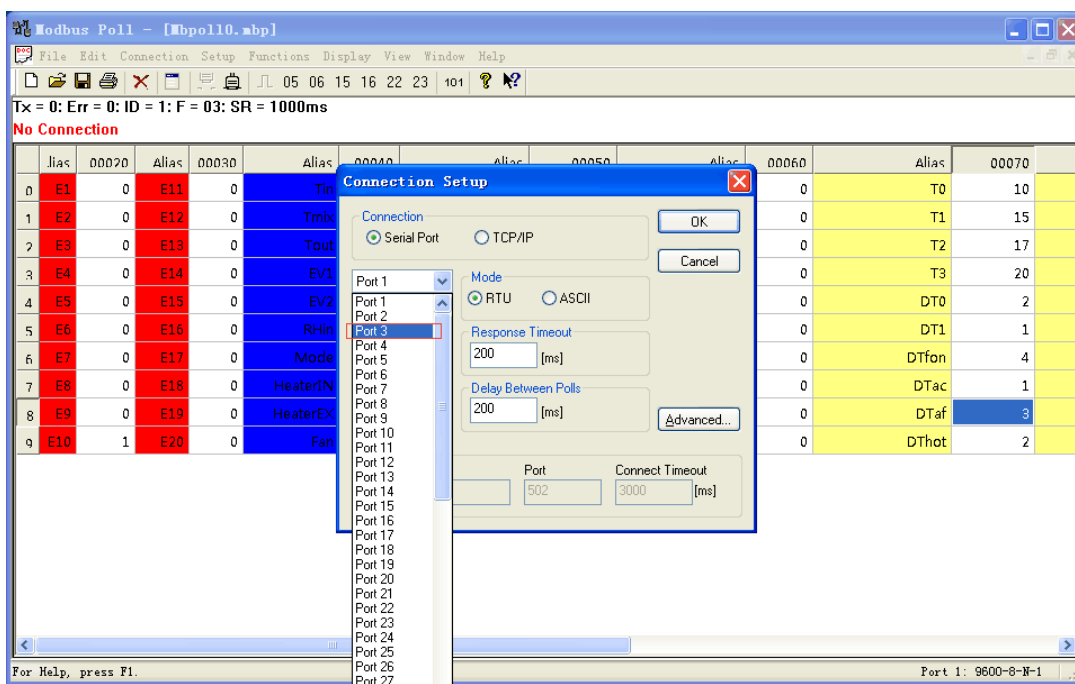 Modbus Poll - [Mbpoll0.mbp]
File Edit Connection Setup Functions Display View Window Help
05 06 15 16 22 23 101
Tx = 0: Err = 0: ID = 1: F = 03: SR = 1000ms
No Connection
lias 00020 Alias 00030 Alias 00040 Alias 00050 Alias 00060 Alias 00070
0 E1 0 E11 0 TIn 0 T0 10
1 E2 0 E12 0 Tmix 0 T1 15
2 E3 0 E13 0 Tout 0 T2 17
3 E4 0 E14 0 EV1 0 T3 20
4 E5 0 E15 0 EV2 0 DT0 2
5 E6 0 E16 0 RHin 0 DT1 1
6 E7 0 E17 0 Mode 0 DTfon 4
7 E8 0 E18 0 HeaterIN 0 DTac 1
8 E9 0 E19 0 HeaterEX 0 DTaf 3
9 E10 1 E20 0 Fan 0 DThot 2
Connection Setup
Connection
Serial Port TCP/IP
OK
Cancel
Port 1
Port 1
Port 2
Port 3
Port 4
Port 5
Port 6
Port 7
Port 8
Port 9
Port 10
Port 11
Port 12
Port 13
Port 14
Port 15
Port 16
Port 17
Port 18
Port 19
Port 20
Port 21
Port 22
Port 23
Port 24
Port 25
Port 26
Port 27
Mode
RTU ASCII
Response Timeout
200 [ms]
Delay Between Polls
200 [ms]
Advanced...
Port Connect Timeout
502 3000 [ms]
For Help, press F1.
Port 1: 9600-8-N-1